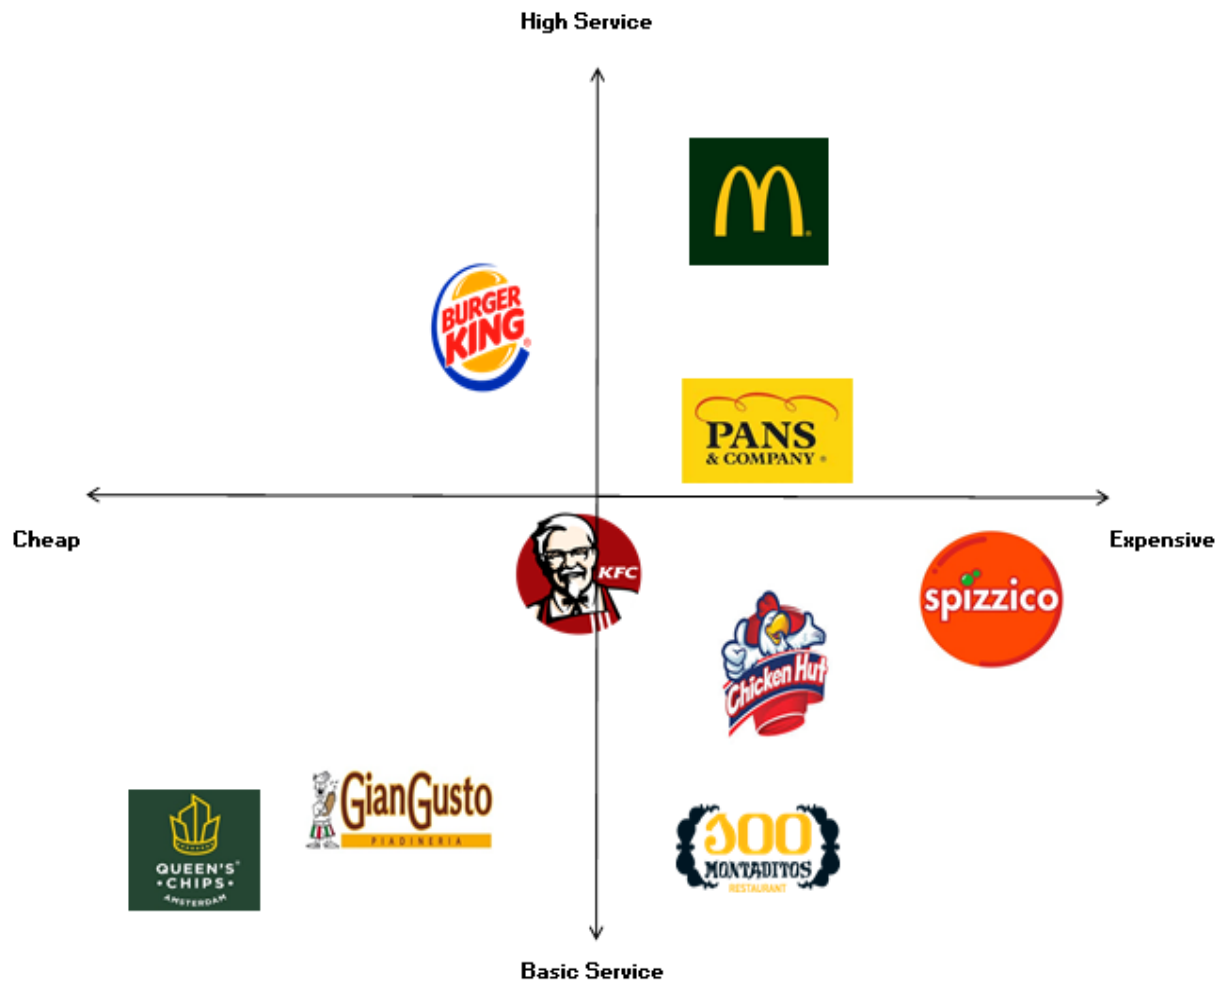 High Service
BURGER
KING
®
PANS
& COMPANY ®
Cheap
Expensive
KFC
spizzico
Chicken Hut
GianGusto
PIADINERIA
QUEEN'S®
•CHIPS•
AMSTERDAM
100
MONTADITOS
RESTAURANT
Basic Service